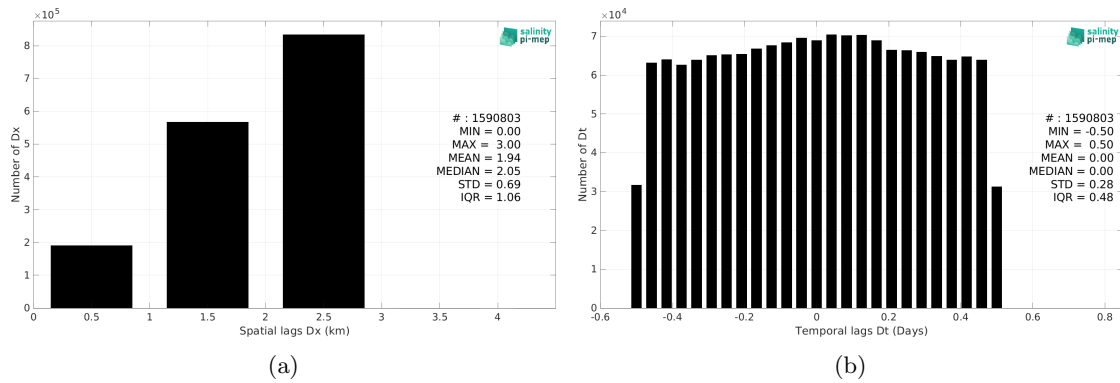 ×10⁵
8
7
6
5
4
3
2
1
0
Number of Dx
0
0.5
1
1.5
2
2.5
3
3.5
4
Spatial lags Dx (km)
salinity
pi-mep
# : 1590803
MIN = 0.00
MAX = 3.00
MEAN = 1.94
MEDIAN = 2.05
STD = 0.69
IQR = 1.06
(a)
×10⁴
7
6
5
4
3
2
1
0
Number of Dt
-0.6
-0.4
-0.2
0
0.2
0.4
0.6
0.8
Temporal lags Dt (Days)
salinity
pi-mep
# : 1590803
MIN = -0.50
MAX = 0.50
MEAN = 0.00
MEDIAN = 0.00
STD = 0.28
IQR = 0.48
(b)